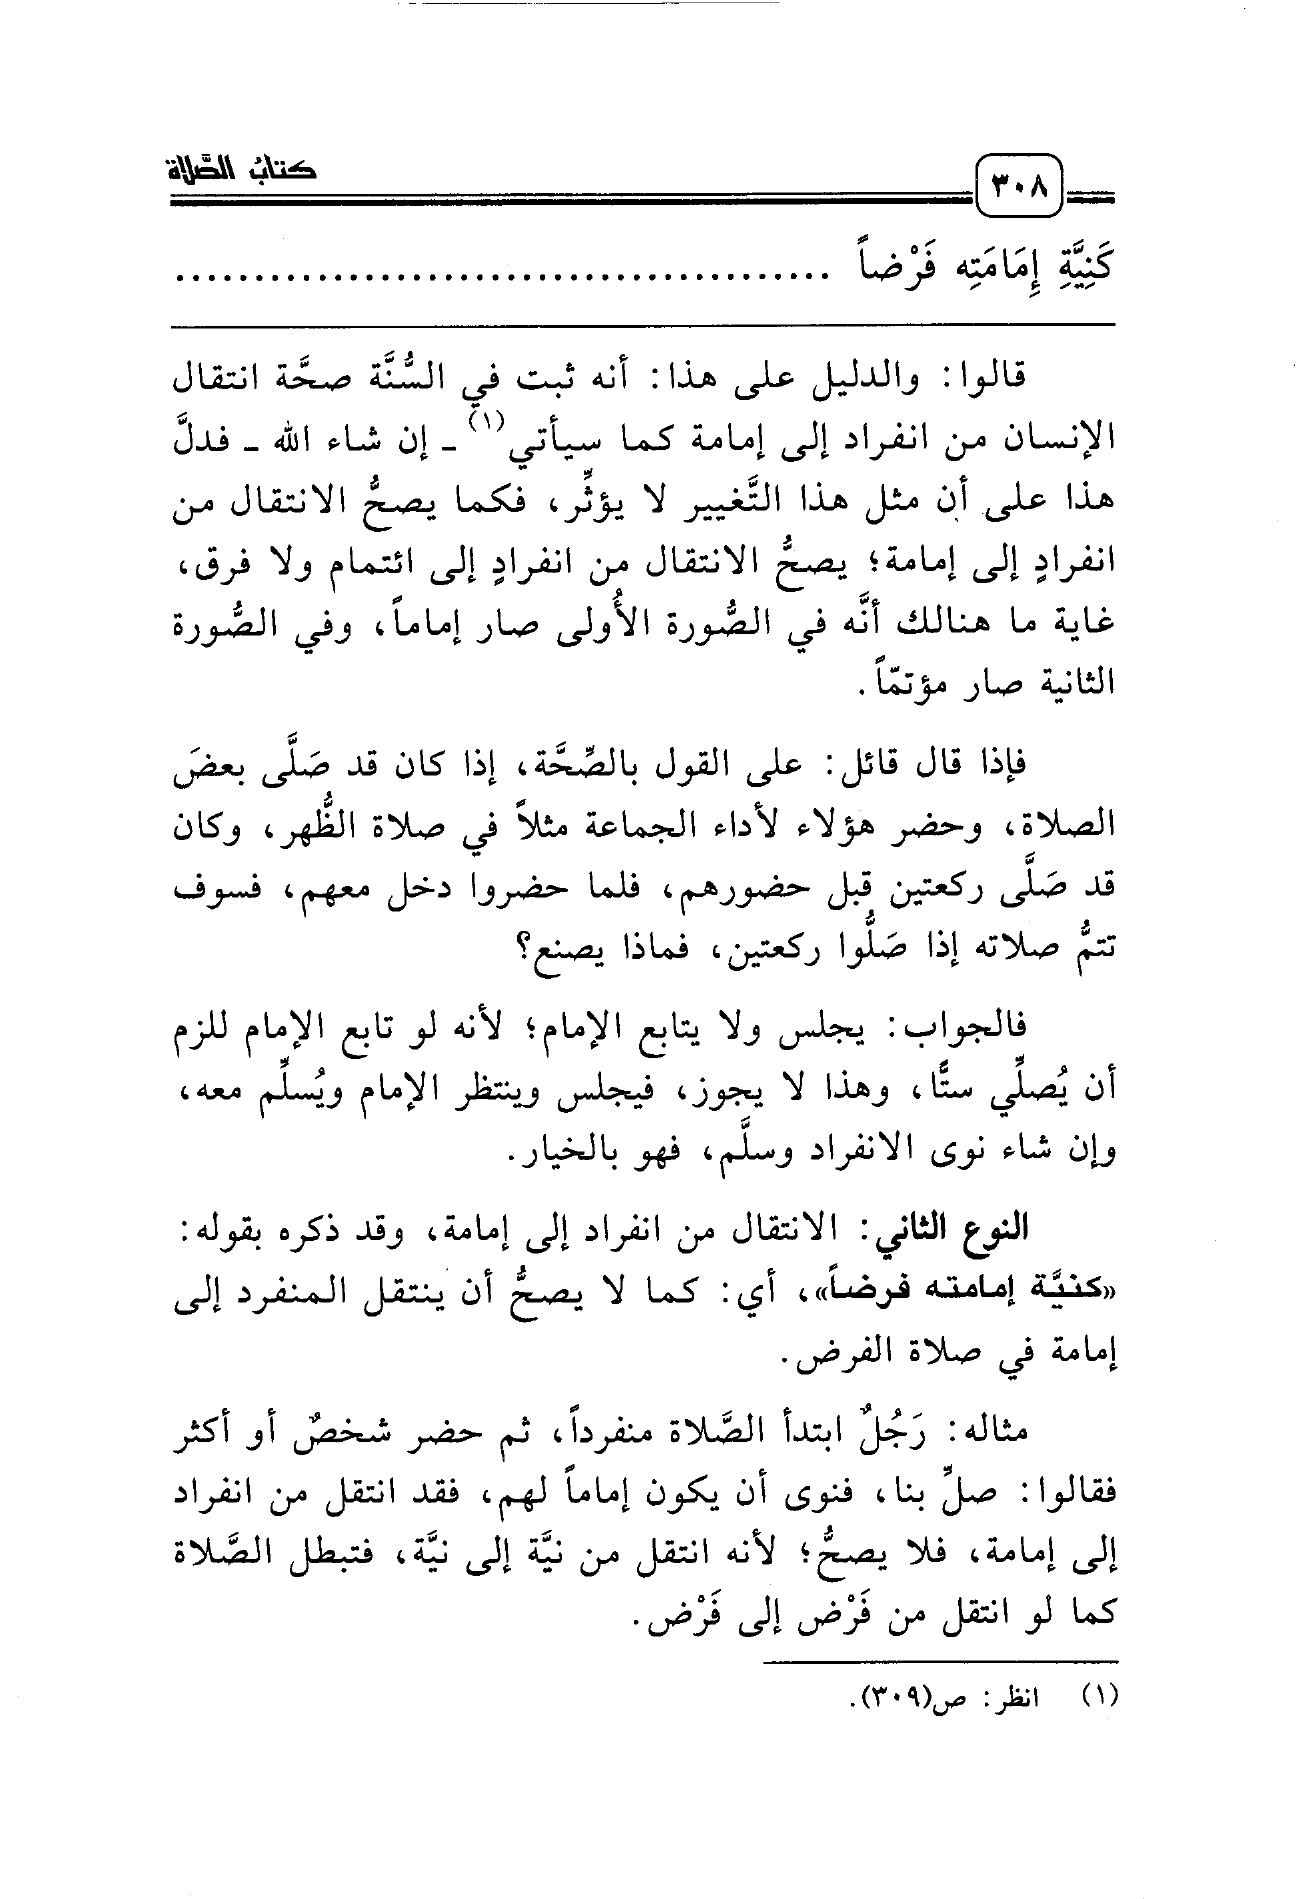 كتابُ الصَّلاة
٣٠٨
كَنِيَّةِ إِمَامَتِه فَرْضاً ........................................
قالوا: والدليل على هذا: أنه ثبت في السُّنَّة صحَّة انتقال
الإنسان من انفراد إلى إمامة كما سيأتي(١) ـ إن شاء الله ـ فدلَّ
هذا على أن مثل هذا التَّغيير لا يؤثِّر، فكما يصحُّ الانتقال من
انفرادٍ إلى إمامة؛ يصحُّ الانتقال من انفرادٍ إلى ائتمام ولا فرق،
غاية ما هنالك أنَّه في الصُّورة الأُولى صار إماماً، وفي الصُّورة
الثانية صار مؤتمّاً.
فإذا قال قائل: على القول بالصِّحَّة، إذا كان قد صَلَّى بعضَ
الصلاة، وحضر هؤلاء لأداء الجماعة مثلاً في صلاة الظُّهر، وكان
قد صَلَّى ركعتين قبل حضورهم، فلما حضروا دخل معهم، فسوف
تتمُّ صلاته إذا صَلُّوا ركعتين، فماذا يصنع؟
فالجواب: يجلس ولا يتابع الإمام؛ لأنه لو تابع الإمام للزم
أن يُصلِّي ستًّا، وهذا لا يجوز، فيجلس وينتظر الإمام ويُسلِّم معه،
وإن شاء نوى الانفراد وسلَّم، فهو بالخيار.
النوع الثاني: الانتقال من انفراد إلى إمامة، وقد ذكره بقوله:
«كنيَّة إمامته فرضاً»، أي: كما لا يصحُّ أن ينتقل المنفرد إلى
إمامة في صلاة الفرض.
مثاله: رَجُلٌ ابتدأ الصَّلاة منفرداً، ثم حضر شخصٌ أو أكثر
فقالوا: صلِّ بنا، فنوى أن يكون إماماً لهم، فقد انتقل من انفراد
إلى إمامة، فلا يصحُّ؛ لأنه انتقل من نيَّة إلى نيَّة، فتبطل الصَّلاة
كما لو انتقل من فَرْض إلى فَرْض.
(١) انظر: ص(٣٠٩).